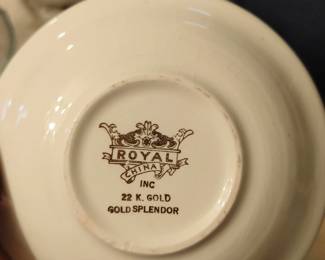 ROYAL
CHINA
INC
22 K. GOLD
GOLD SPLENDOR